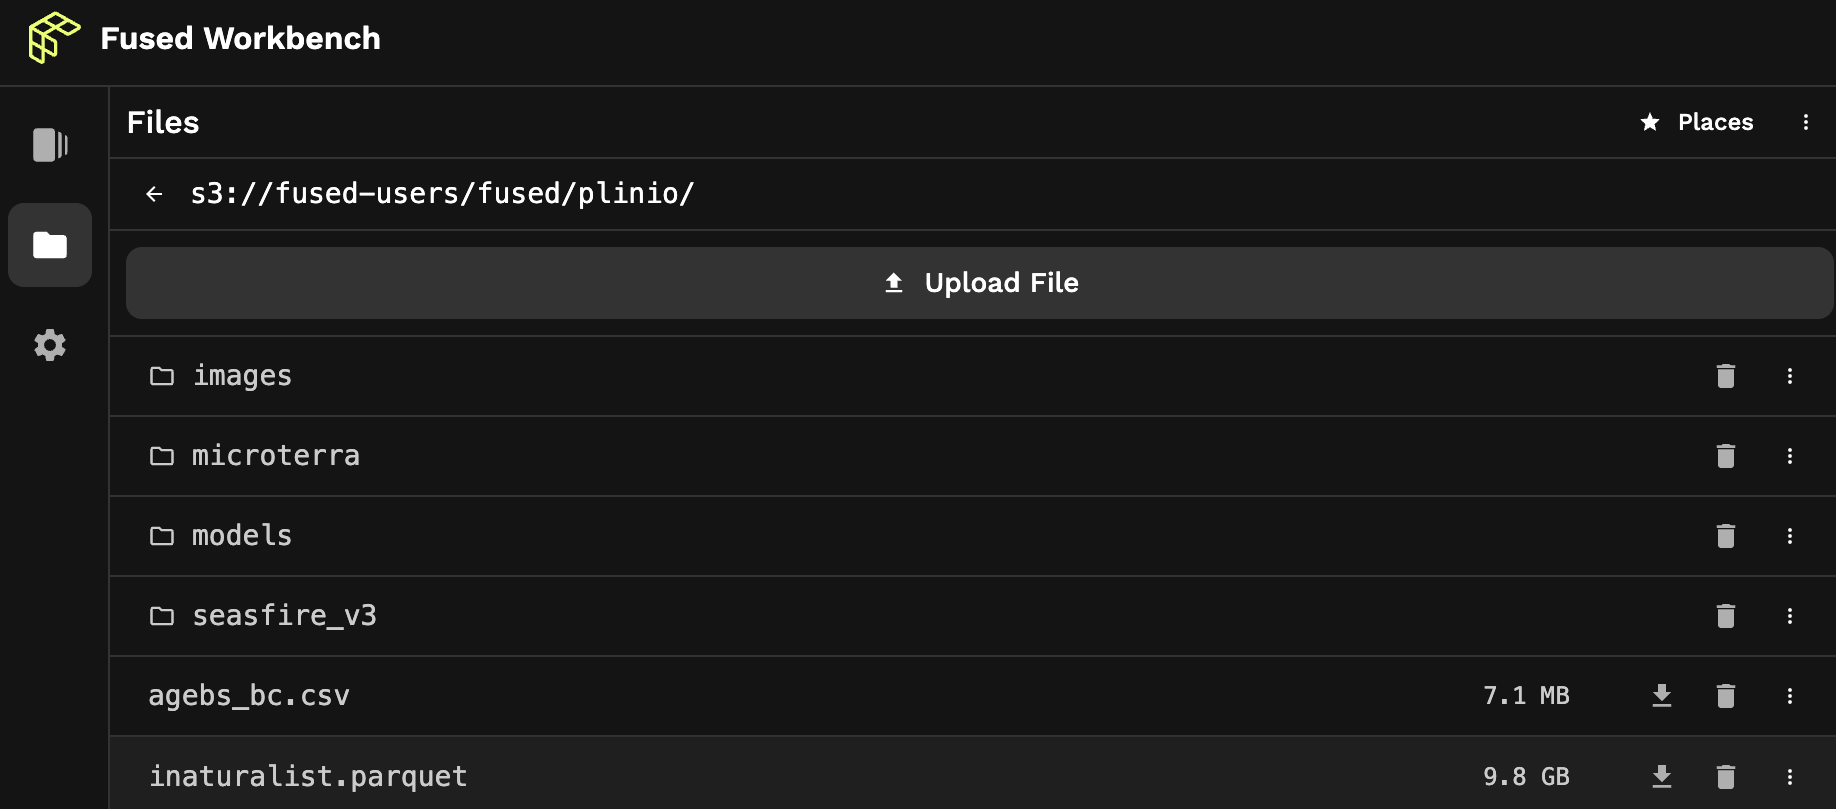 Fused Workbench
Files
Places
s3://fused-users/fused/plinio/
Upload File
images
microterra
models
seasfire_v3
agebs_bc.csv 7.1 MB
inaturalist.parquet 9.8 GB